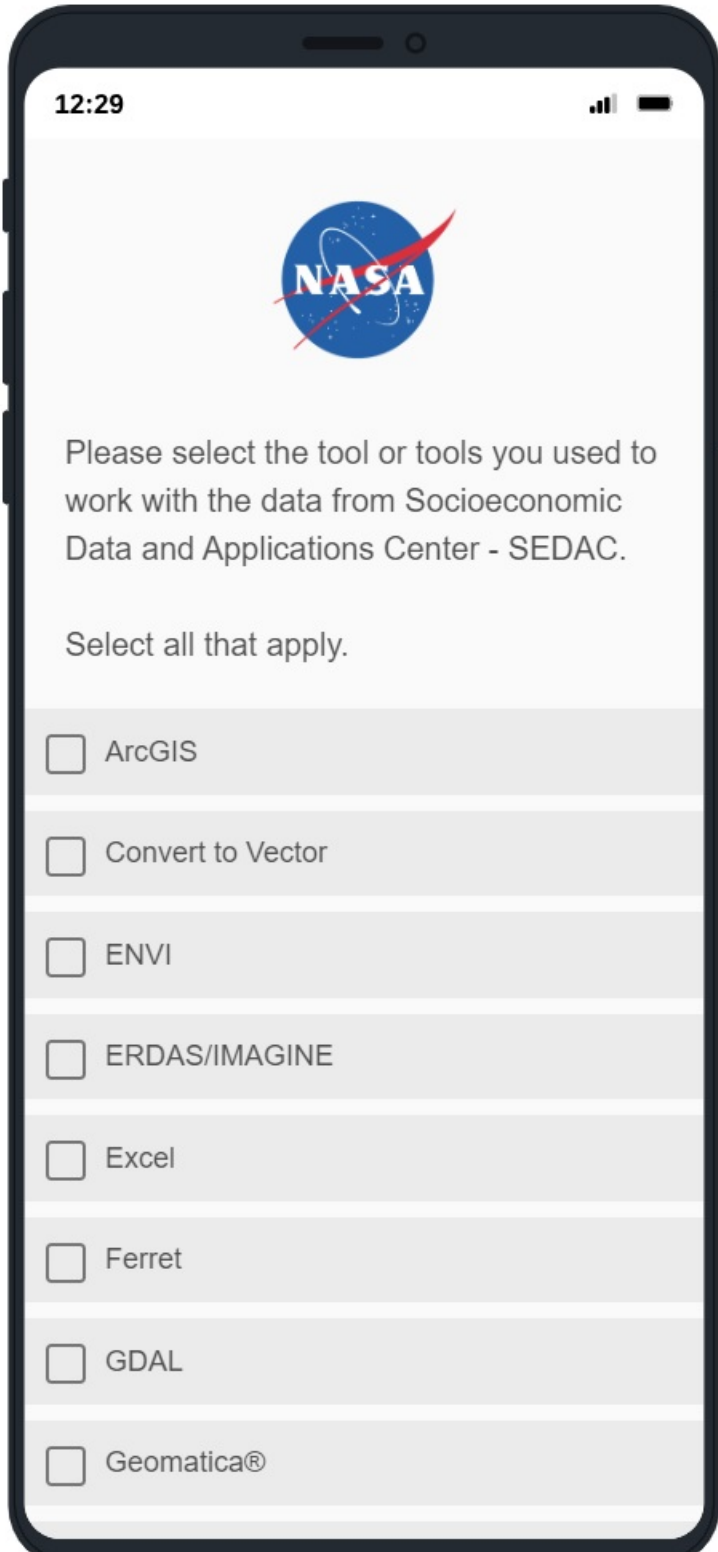 12:29
NASA
Please select the tool or tools you used to
work with the data from Socioeconomic
Data and Applications Center - SEDAC.
Select all that apply.
ArcGIS
Convert to Vector
ENVI
ERDAS/IMAGINE
Excel
Ferret
GDAL
Geomatica®